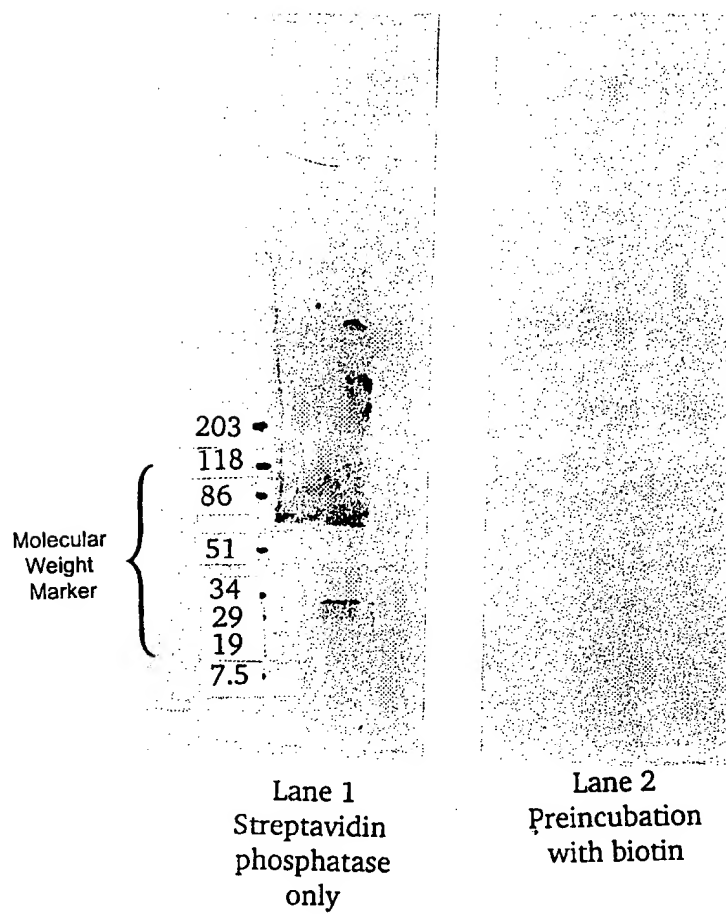 203
118
86
51
34
29
19
7.5
Molecular
Weight
Marker
Lane 1
Streptavidin
phosphatase
only
Lane 2
Preincubation
with biotin